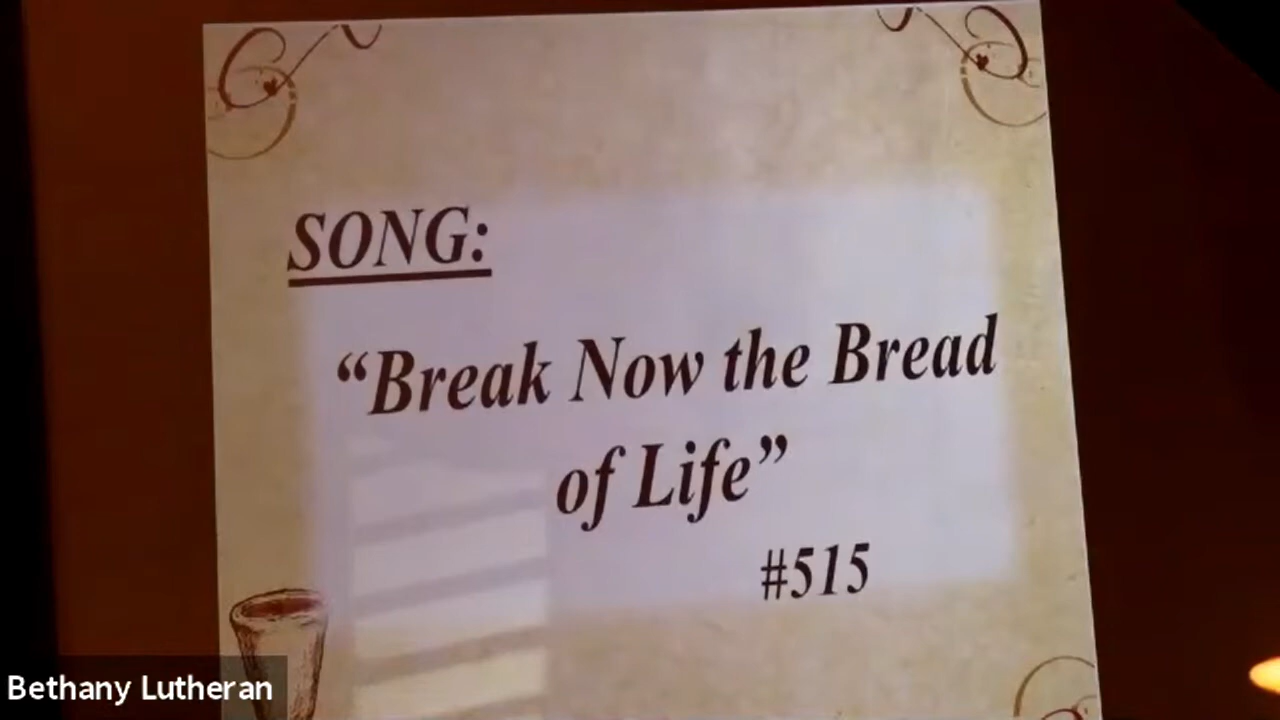 SONG:
“Break Now the Bread
of Life”
#515
Bethany Lutheran